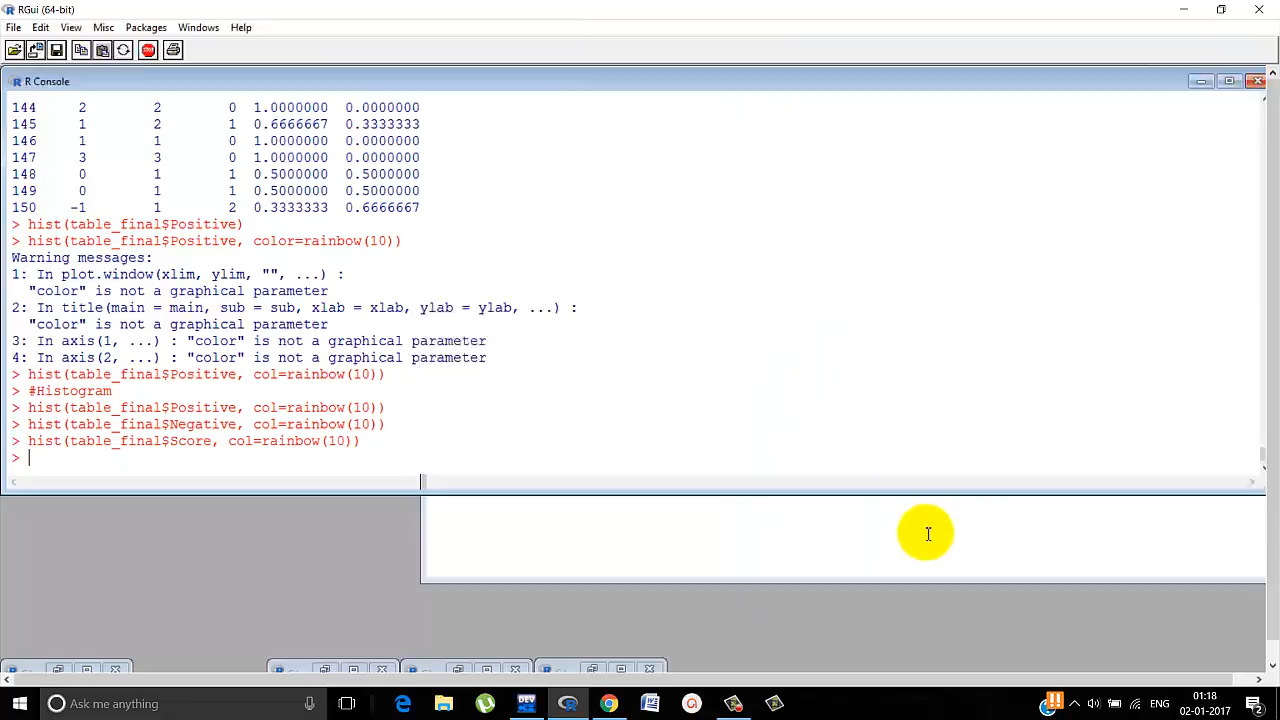 RGui (64-bit)
File Edit View Misc Packages Windows Help
STOP
R Console
144 2 2 0 1.0000000 0.0000000
145 1 2 1 0.6666667 0.3333333
146 1 1 0 1.0000000 0.0000000
147 3 3 0 1.0000000 0.0000000
148 0 1 1 0.5000000 0.5000000
149 0 1 1 0.5000000 0.5000000
150 -1 1 2 0.3333333 0.6666667
> hist(table_final$Positive)
> hist(table_final$Positive, color=rainbow(10))
Warning messages:
1: In plot.window(xlim, ylim, "", ...) :
"color" is not a graphical parameter
2: In title(main = main, sub = sub, xlab = xlab, ylab = ylab, ...) :
"color" is not a graphical parameter
3: In axis(1, ...) : "color" is not a graphical parameter
4: In axis(2, ...) : "color" is not a graphical parameter
> hist(table_final$Positive, col=rainbow(10))
> #Histogram
> hist(table_final$Positive, col=rainbow(10))
> hist(table_final$Negative, col=rainbow(10))
> hist(table_final$Score, col=rainbow(10))
>
Ask me anything
DEV
ENG
01:18
02-01-2017
2